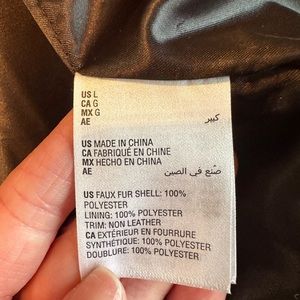 US L
CA G
MX G
AE كبير
US MADE IN CHINA
CA FABRIQUÉ EN CHINE
MX HECHO EN CHINA
AE صنع في الصين
US FAUX FUR SHELL: 100%
POLYESTER
LINING: 100% POLYESTER
TRIM: NON LEATHER
CA EXTÉRIEUR EN FOURRURE
SYNTHÉTIQUE: 100% POLYESTER
DOUBLURE: 100% POLYESTER